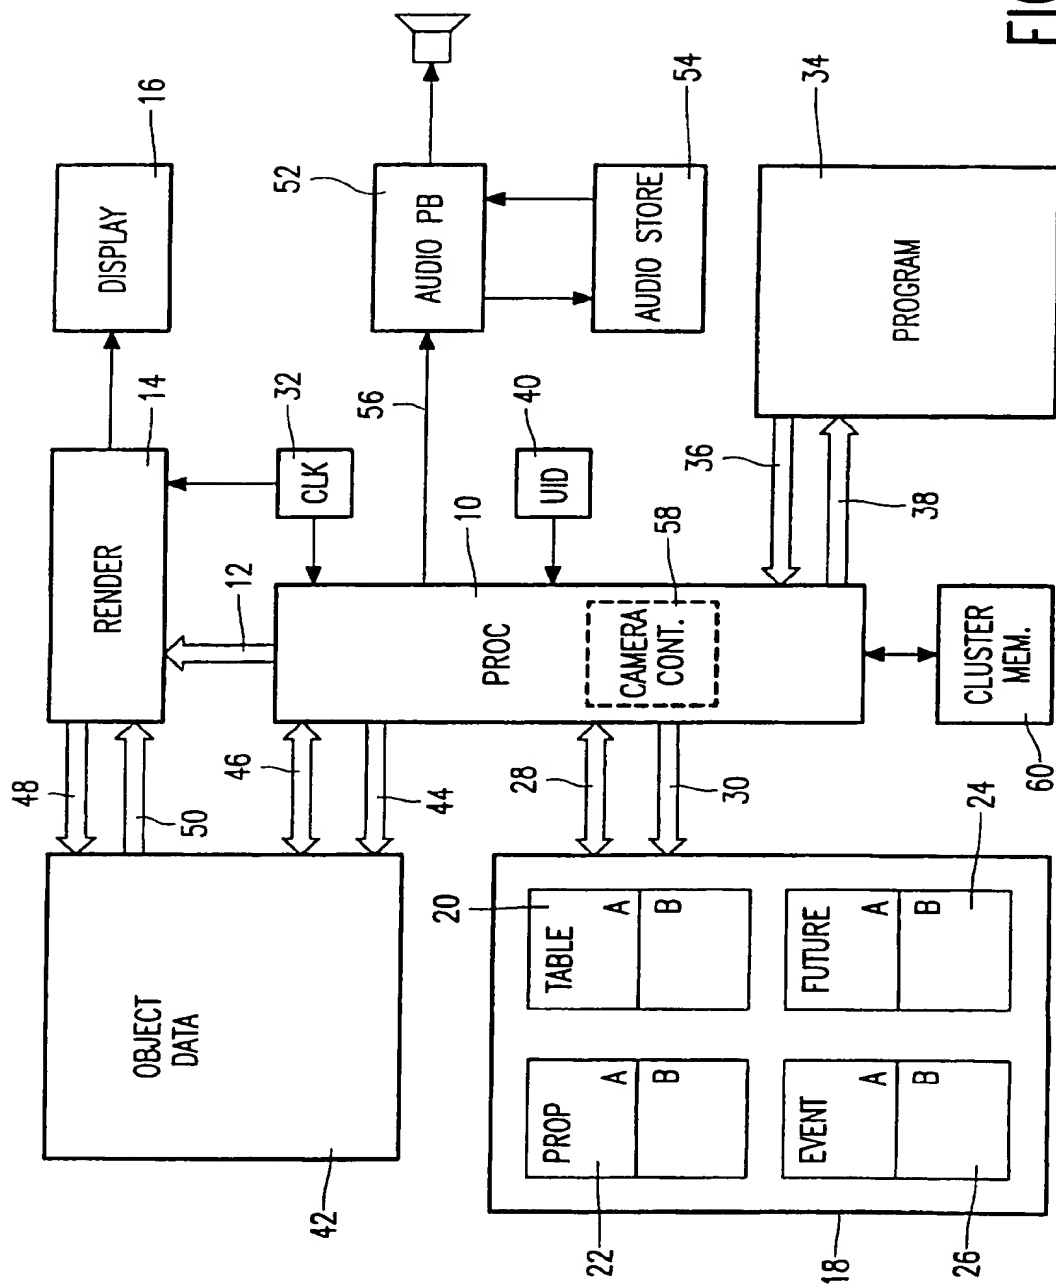 42
OBJECT
DATA
48
50
46
44
RENDER
14
DISPLAY
16
12
CLK
32
PROC
10
CAMERA
CONT.
58
56
AUDIO PB
52
AUDIO STORE
54
UID
40
28
30
18
PROP
A
B
22
TABLE
A
B
20
EVENT
A
B
26
FUTURE
A
B
24
CLUSTER
MEM.
60
36
38
PROGRAM
34
FIG